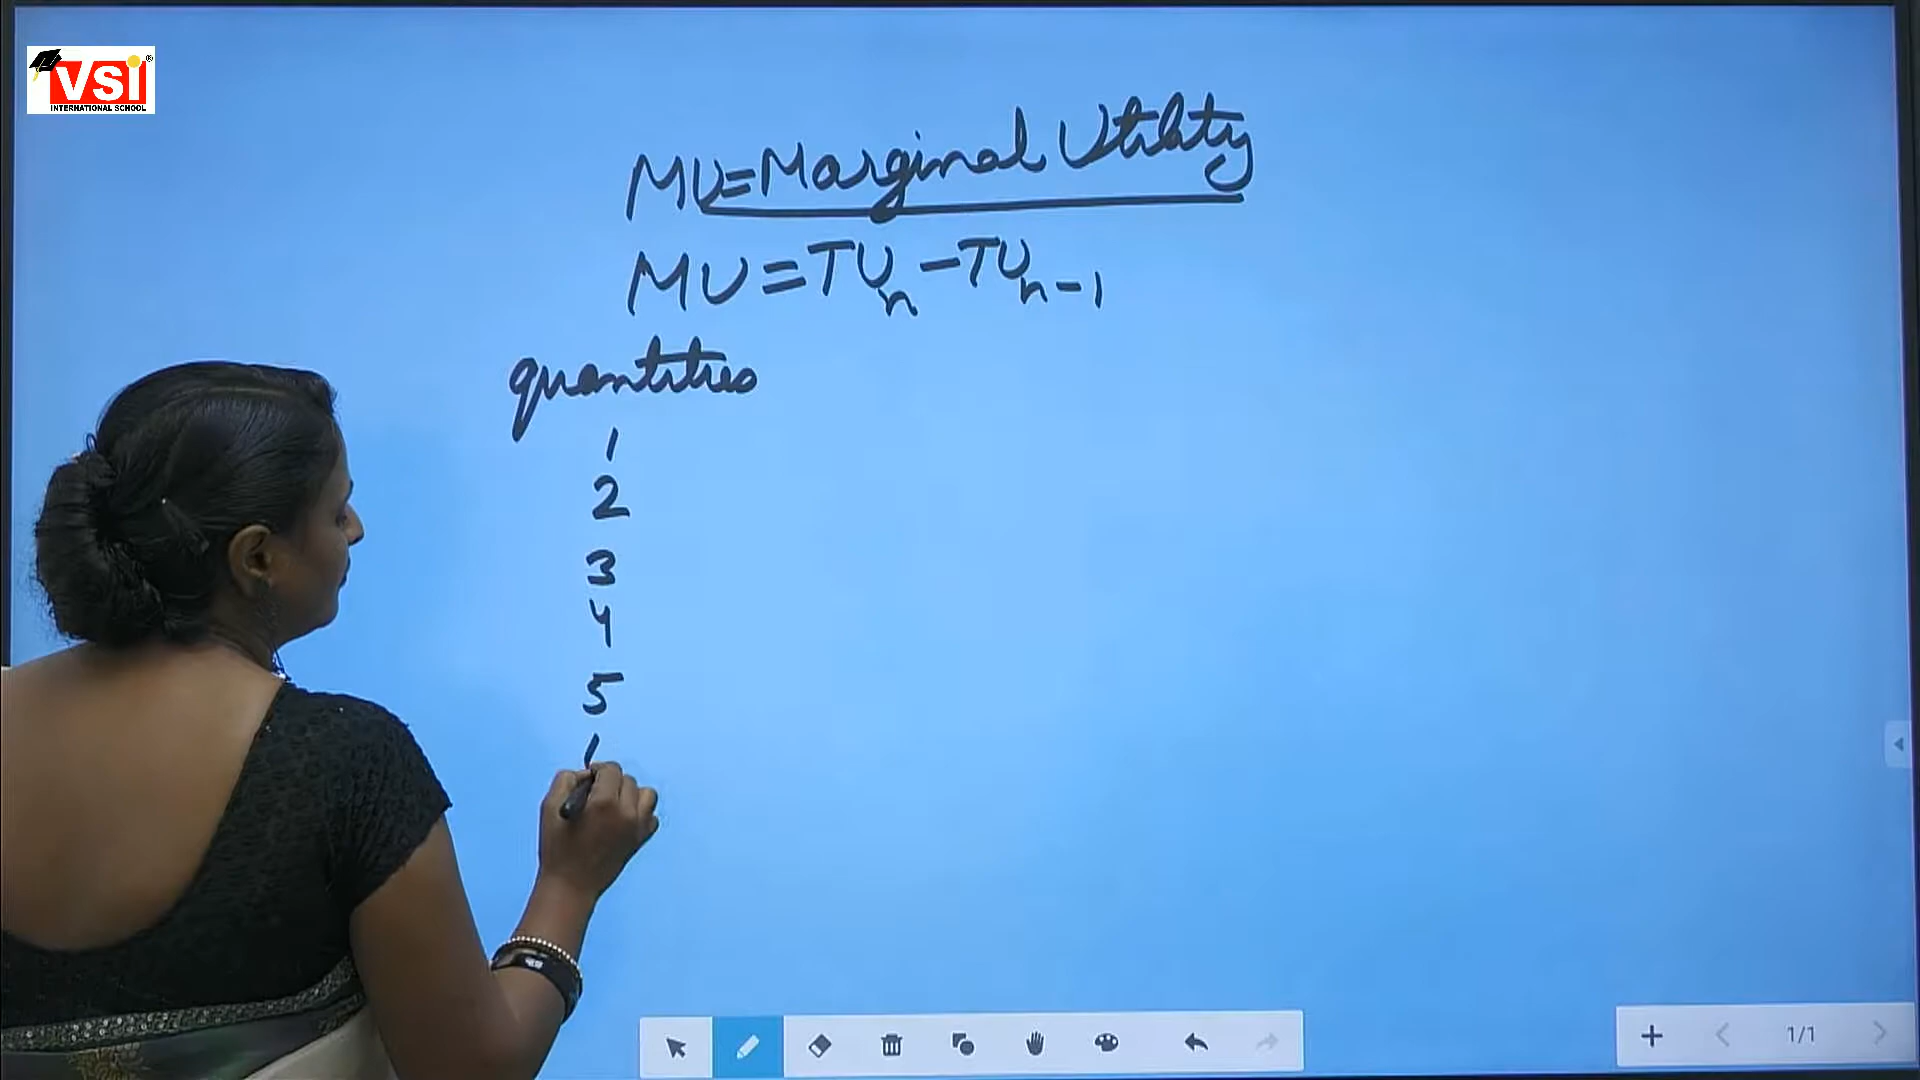 VSI
INTERNATIONAL SCHOOL
MU=Marginal Utility
MU=TUn-TUn-1
quantities
1
2
3
4
5
1/1